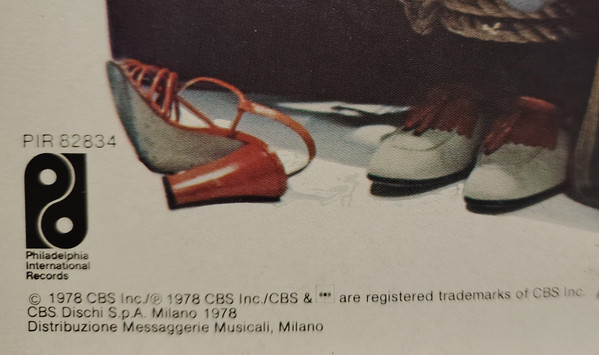 PIR 82834
Philadelphia
International
Records
© 1978 CBS Inc./℗ 1978 CBS Inc./CBS & are registered trademarks of CBS Inc.
CBS Dischi S.p.A. Milano 1978
Distribuzione Messaggerie Musicali, Milano